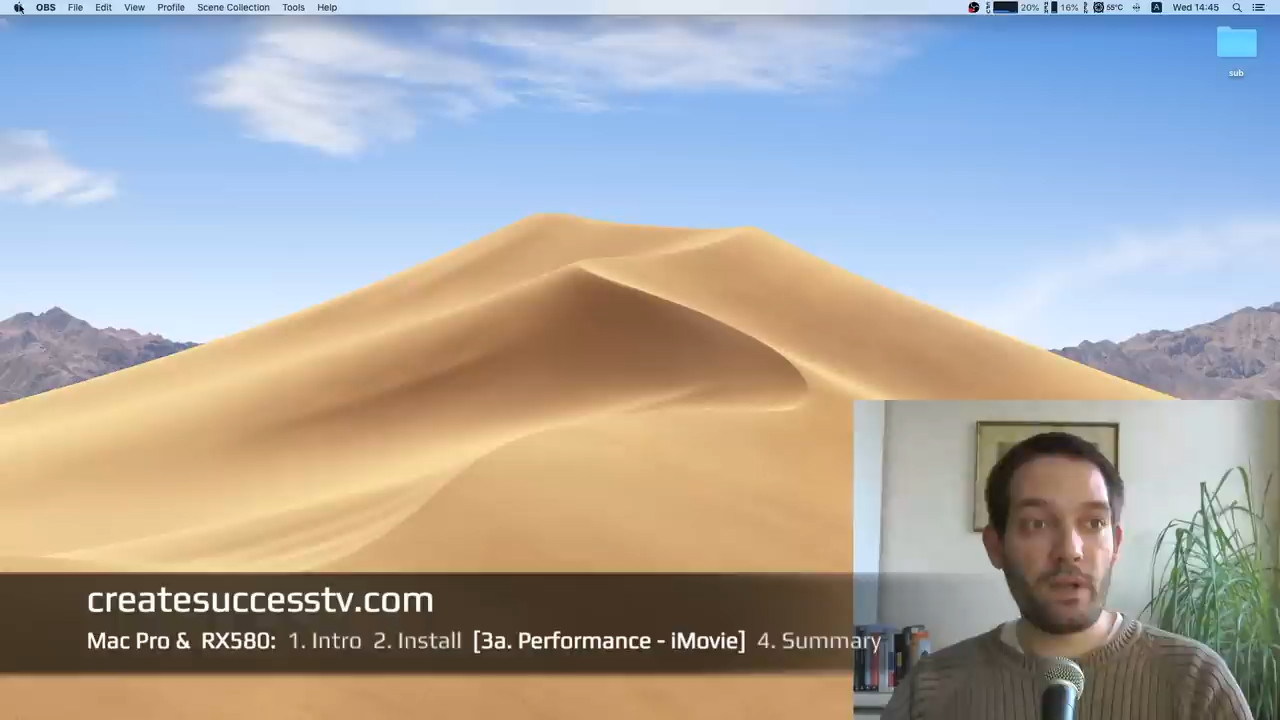 OBS File Edit View Profile Scene Collection Tools Help 20% 16% 55°C A Wed 14:45
sub
createsuccesstv.com
Mac Pro & RX580: 1. Intro 2. Install [3a. Performance - iMovie] 4. Summary